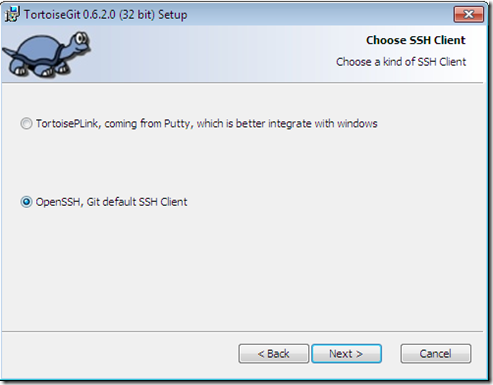 TortoiseGit 0.6.2.0 (32 bit) Setup
Choose SSH Client
Choose a kind of SSH Client
TortoisePLink, coming from Putty, which is better integrate with windows
OpenSSH, Git default SSH Client
< Back
Next >
Cancel